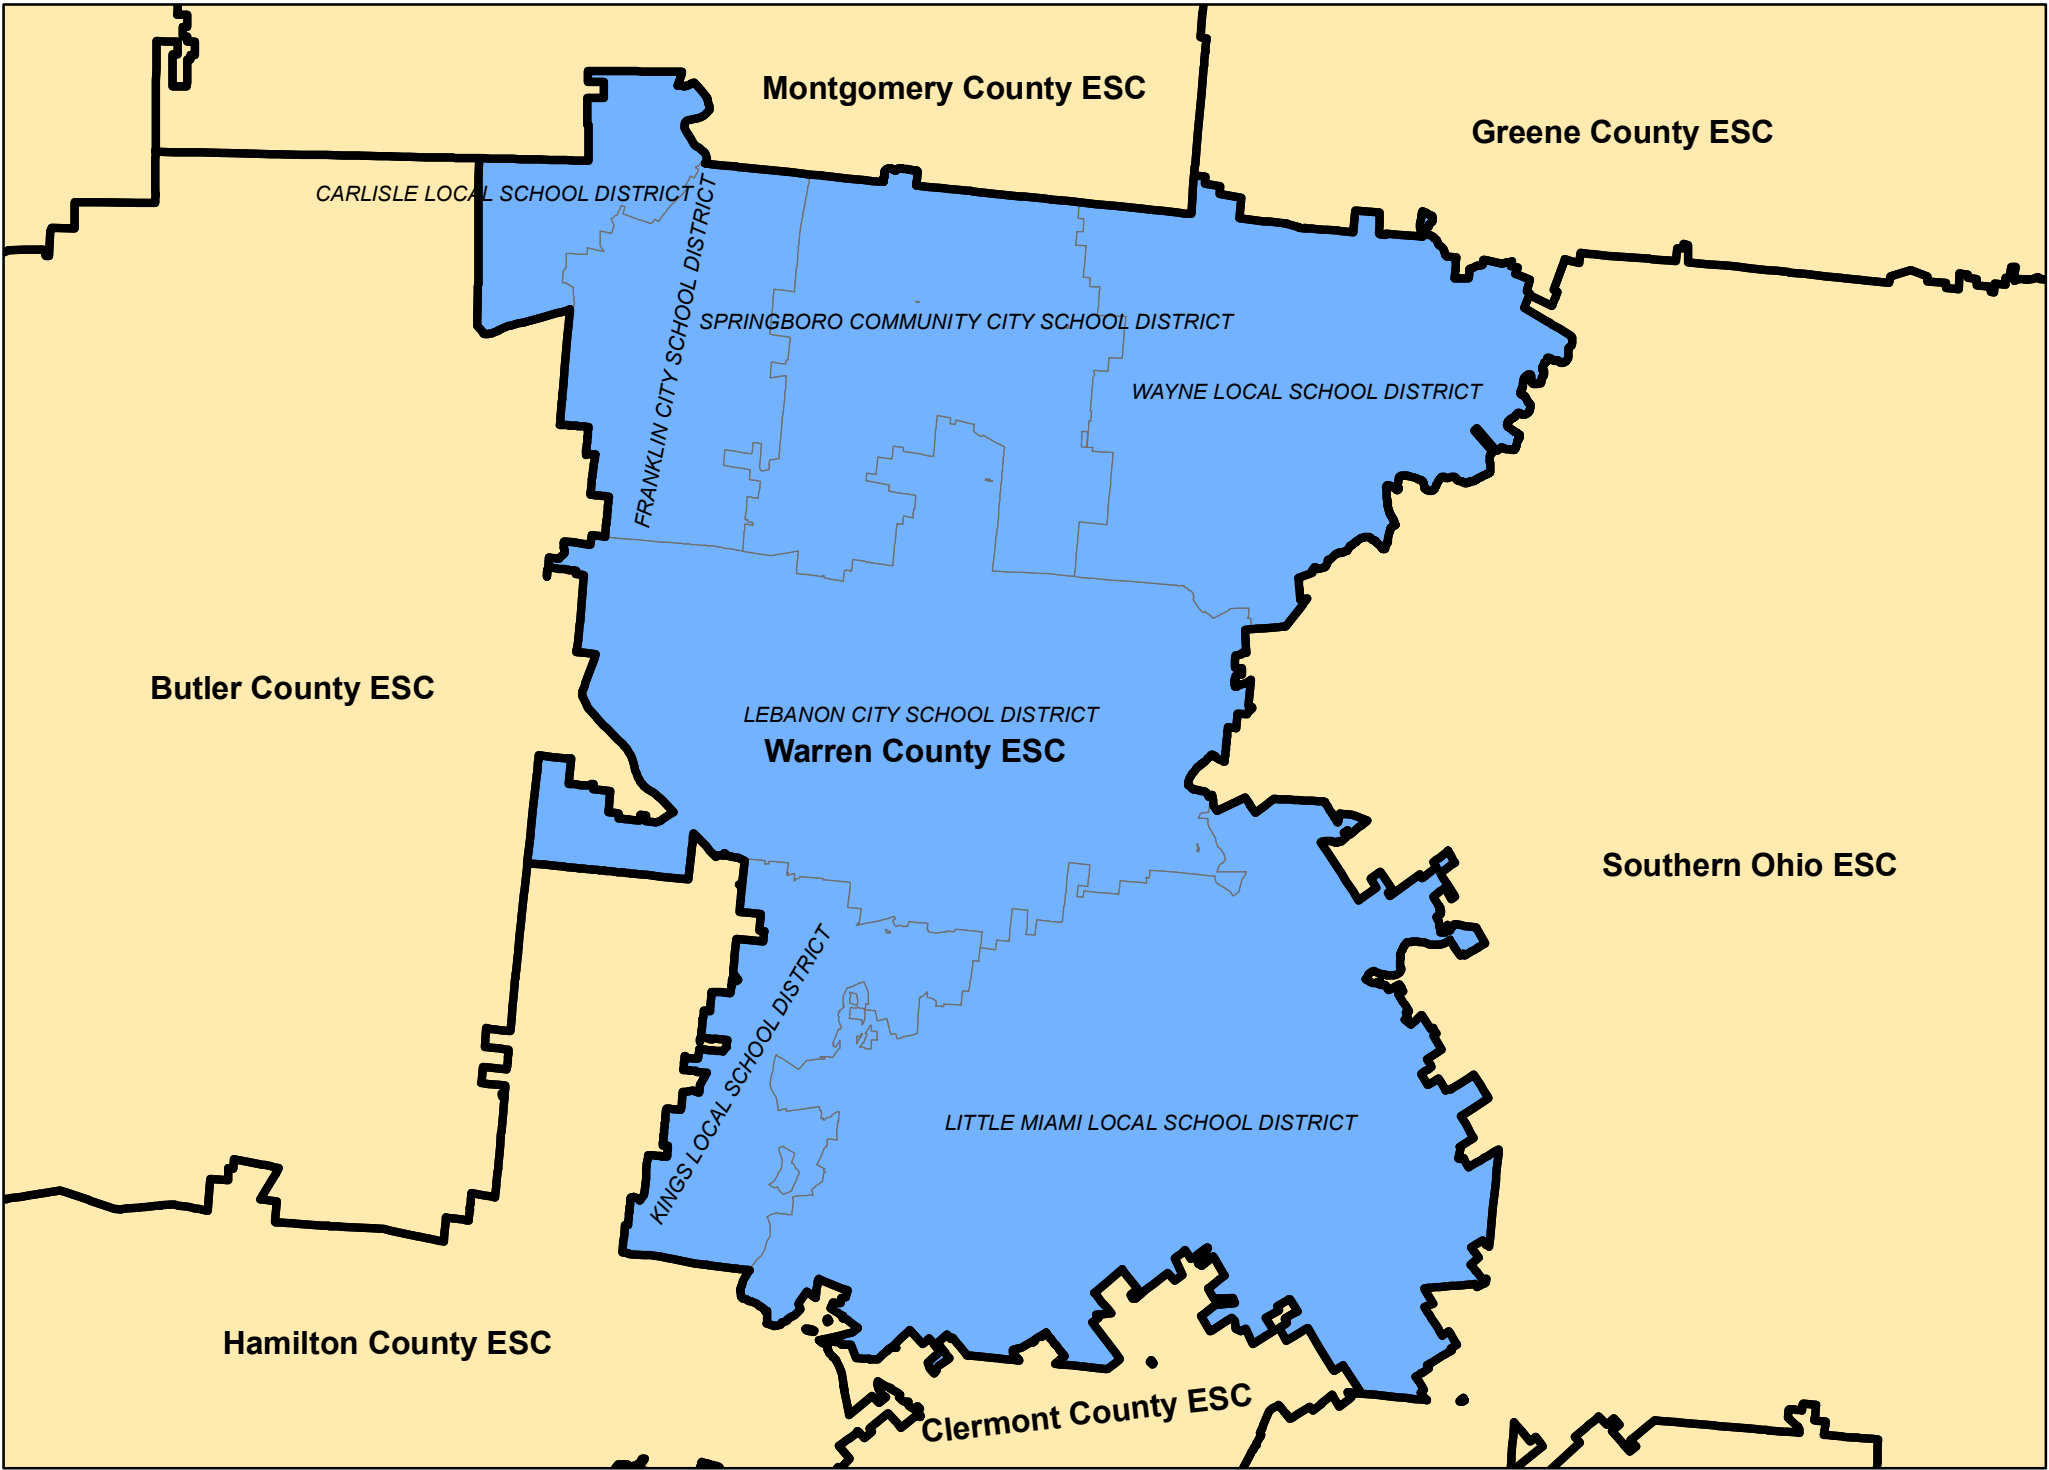 Montgomery County ESC
Greene County ESC
CARLISLE LOCAL SCHOOL DISTRICT
FRANKLIN CITY SCHOOL DISTRICT
SPRINGBORO COMMUNITY CITY SCHOOL DISTRICT
WAYNE LOCAL SCHOOL DISTRICT
Butler County ESC
LEBANON CITY SCHOOL DISTRICT
Warren County ESC
Southern Ohio ESC
KINGS LOCAL SCHOOL DISTRICT
LITTLE MIAMI LOCAL SCHOOL DISTRICT
Hamilton County ESC
Clermont County ESC